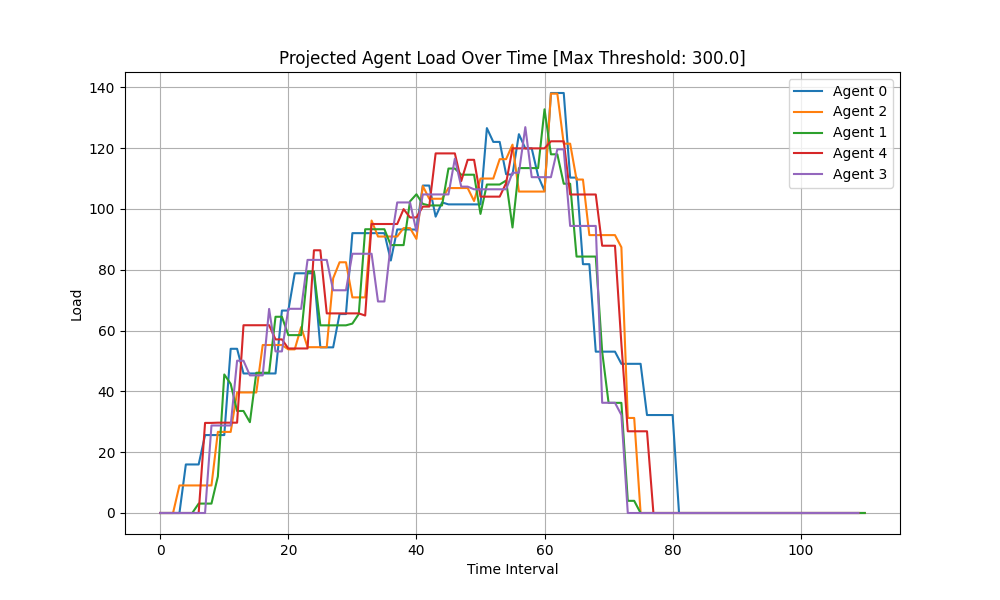 Projected Agent Load Over Time [Max Threshold: 300.0]
140
120
100
80
60
40
20
0
Load
Agent 0
Agent 2
Agent 1
Agent 4
Agent 3
0 20 40 60 80 100
Time Interval